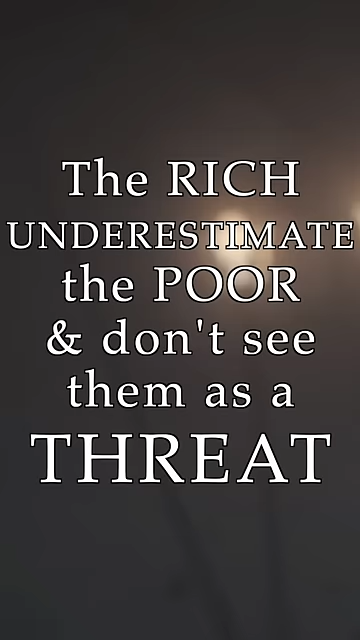 The RICH
UNDERESTIMATE
the POOR
& don't see
them as a
THREAT